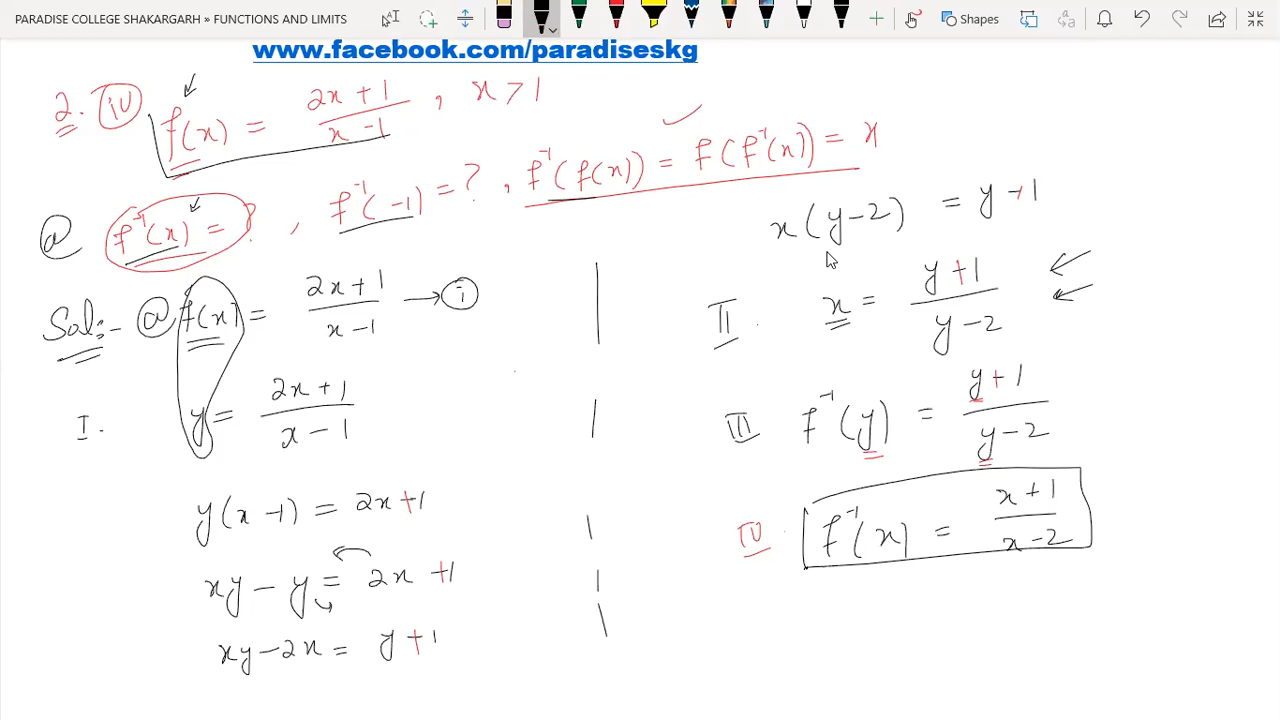 PARADISE COLLEGE SHAKARGARH » FUNCTIONS AND LIMITS
Shapes
www.facebook.com/paradiseskg
2. (iv) f(x) = (2x+1)/(x-1), x > 1
(a) f⁻¹(x) = ?, f⁻¹(-1) = ?, f⁻¹(f(x)) = f(f⁻¹(x)) = x
Sol:- (a) f(x) = (2x+1)/(x-1) → (i)
I. y = (2x+1)/(x-1)
y(x-1) = 2x+1
xy - y = 2x+1
xy - 2x = y+1
x(y-2) = y+1
II. x = (y+1)/(y-2)
III f⁻¹(y) = (y+1)/(y-2)
IV. f⁻¹(x) = (x+1)/(x-2)